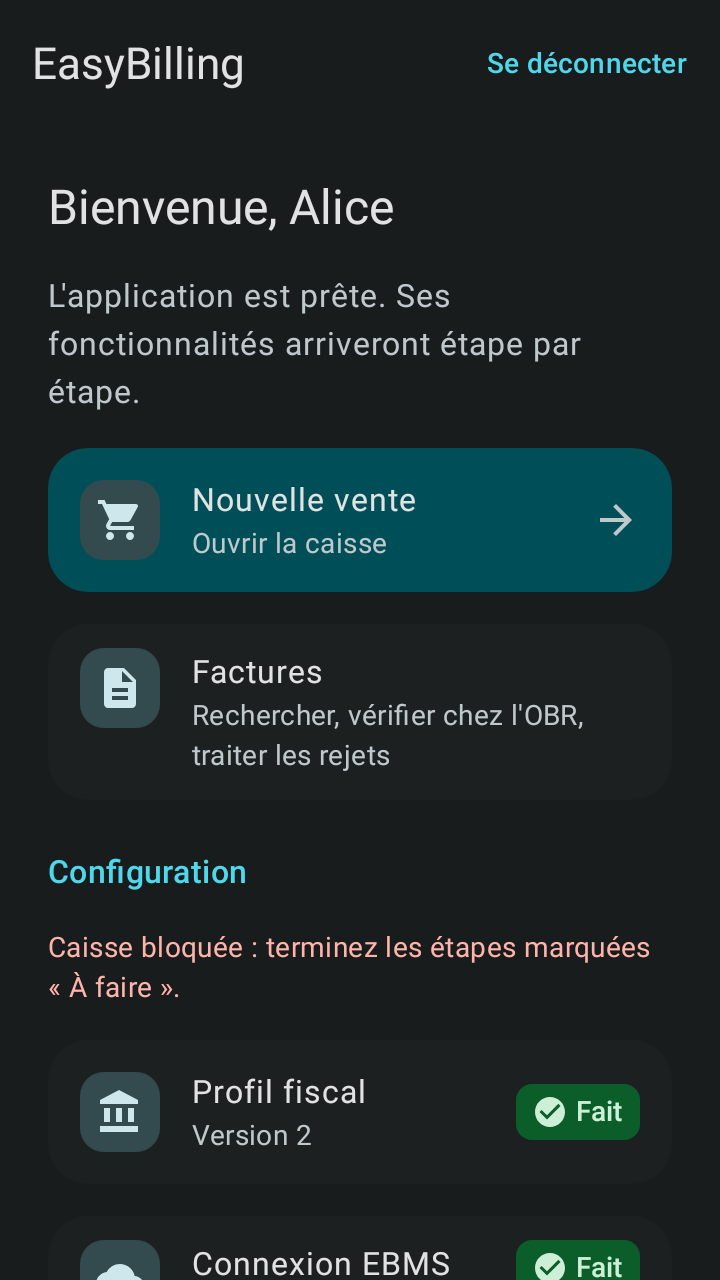 EasyBilling
Se déconnecter
Bienvenue, Alice
L'application est prête. Ses
fonctionnalités arriveront étape par
étape.
Nouvelle vente
Ouvrir la caisse
Factures
Rechercher, vérifier chez l'OBR,
traiter les rejets
Configuration
Caisse bloquée : terminez les étapes marquées
« À faire ».
Profil fiscal
Version 2
Fait
Connexion EBMS
Fait